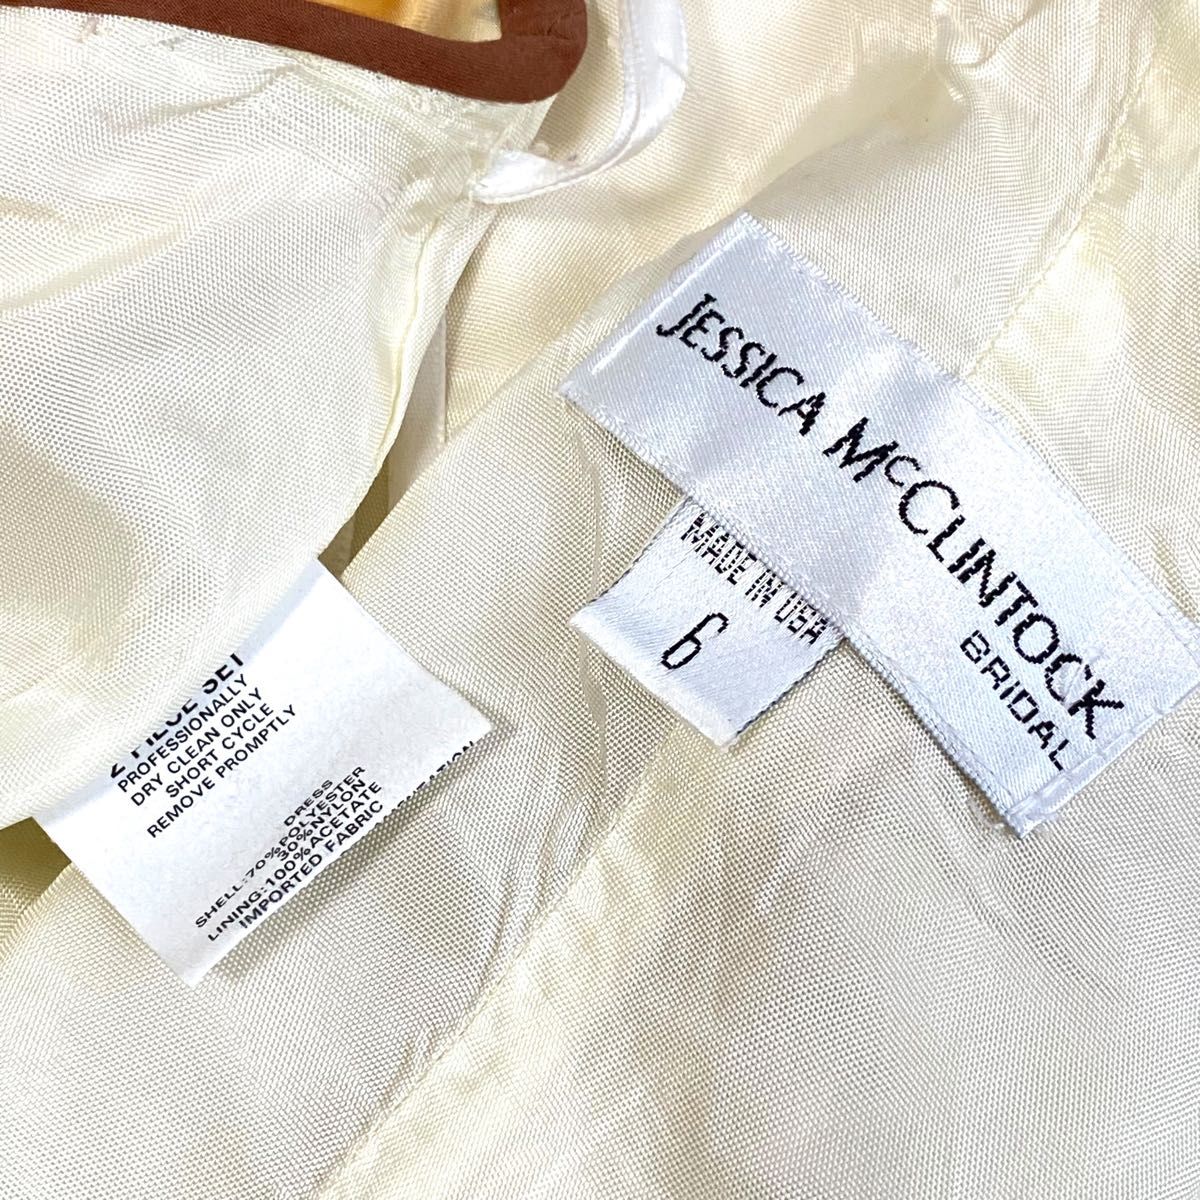 JESSICA McCLINTOCK
BRIDAL
MADE IN USA
6
2 PIECE SET
PROFESSIONALLY
DRY CLEAN ONLY
SHORT CYCLE
REMOVE PROMPTLY
DRESS
SHELL:70%POLYESTER
30%NYLON
LINING:100%ACETATE
IMPORTED FABRIC